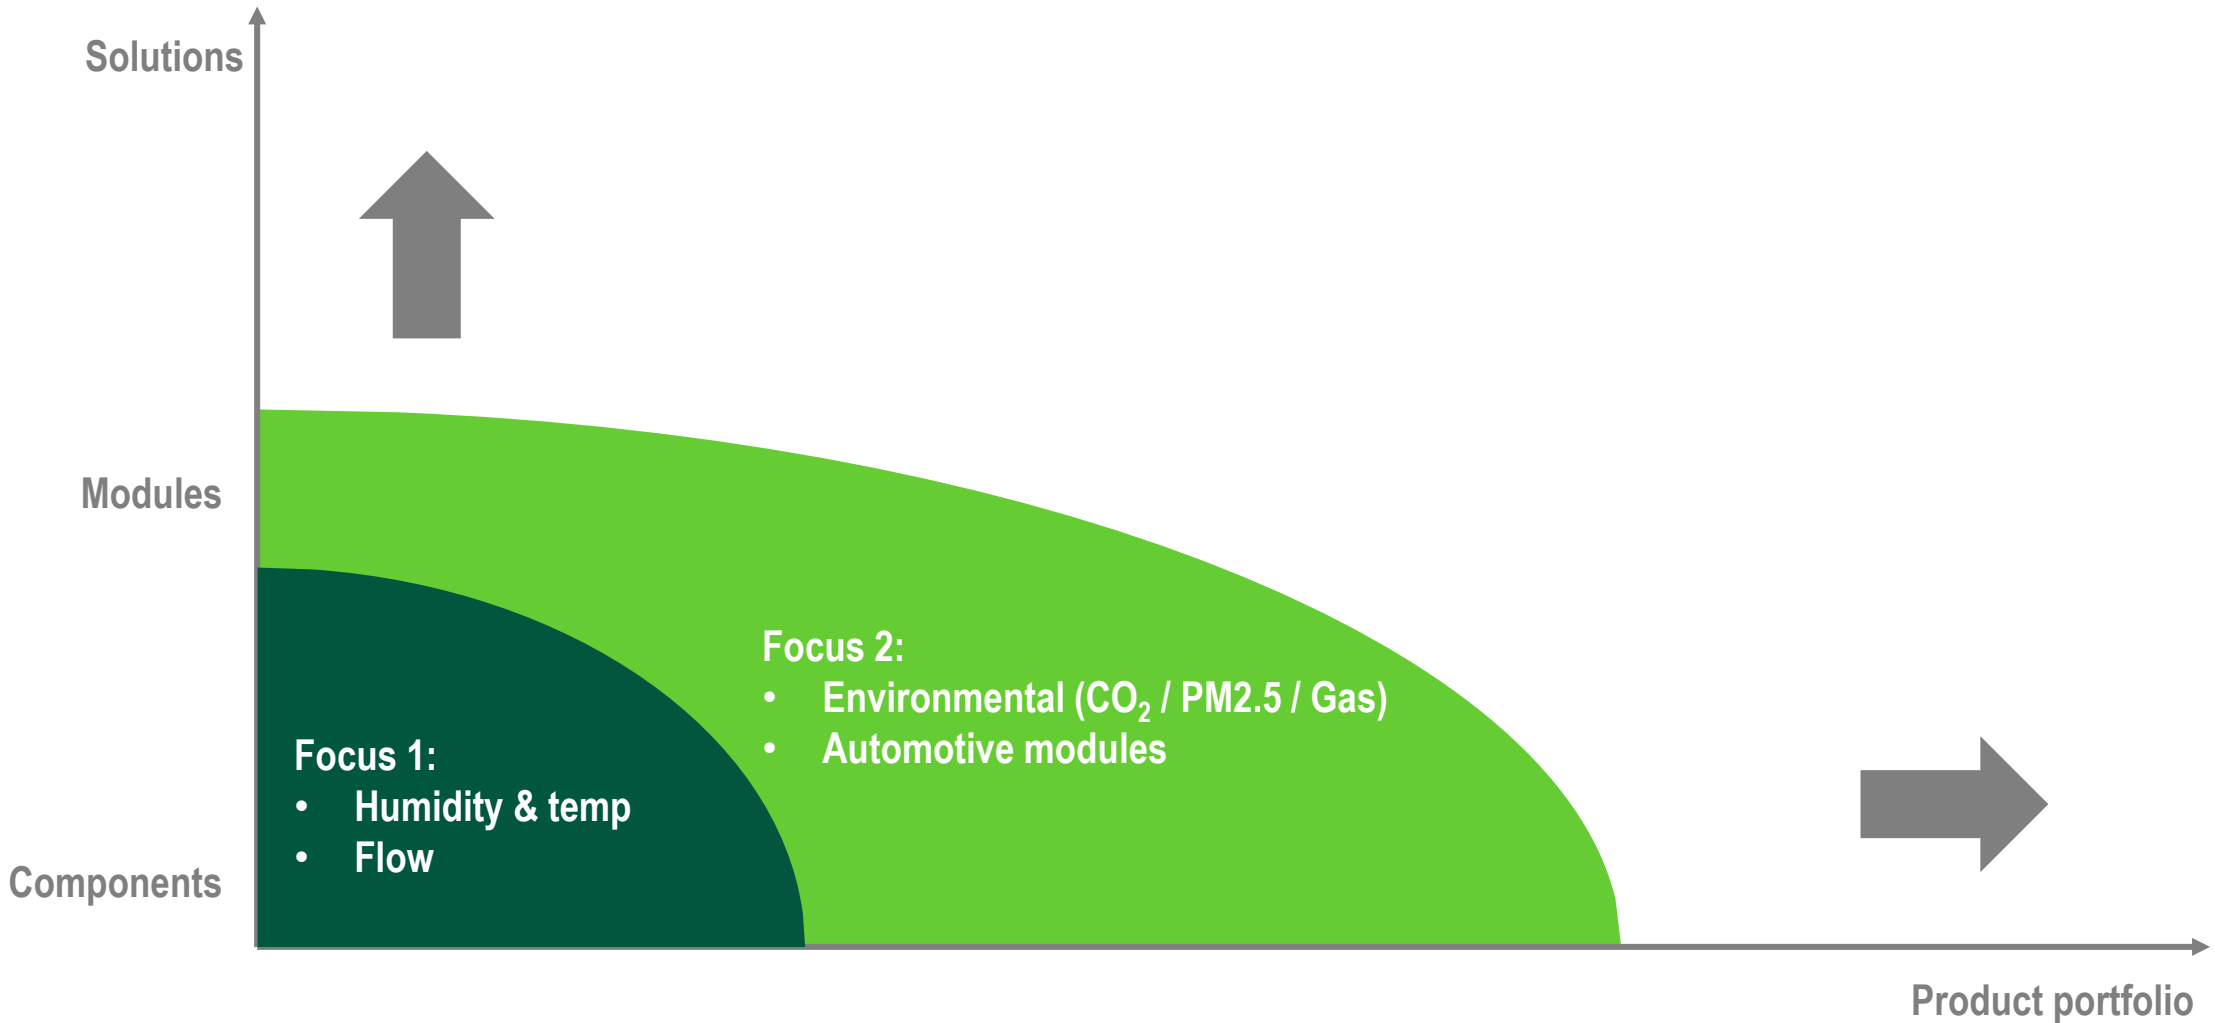 Solutions
Modules
Focus 2:
• Environmental (CO₂ / PM2.5 / Gas)
• Automotive modules
Focus 1:
• Humidity & temp
• Flow
Components
Product portfolio